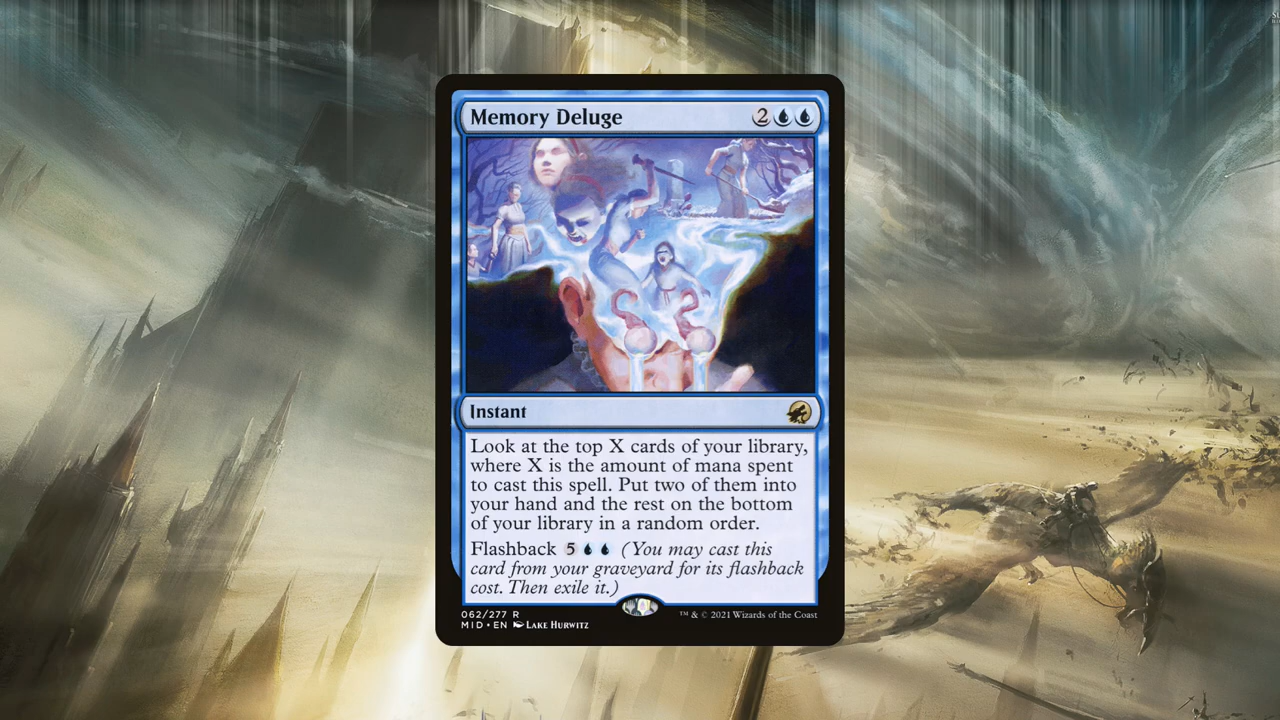 Memory Deluge 2
Instant
Look at the top X cards of your library,
where X is the amount of mana spent
to cast this spell. Put two of them into
your hand and the rest on the bottom
of your library in a random order.
Flashback 5 (You may cast this
card from your graveyard for its flashback
cost. Then exile it.)
062/277 R
MID • EN LAKE HURWITZ
™ & © 2021 Wizards of the Coast